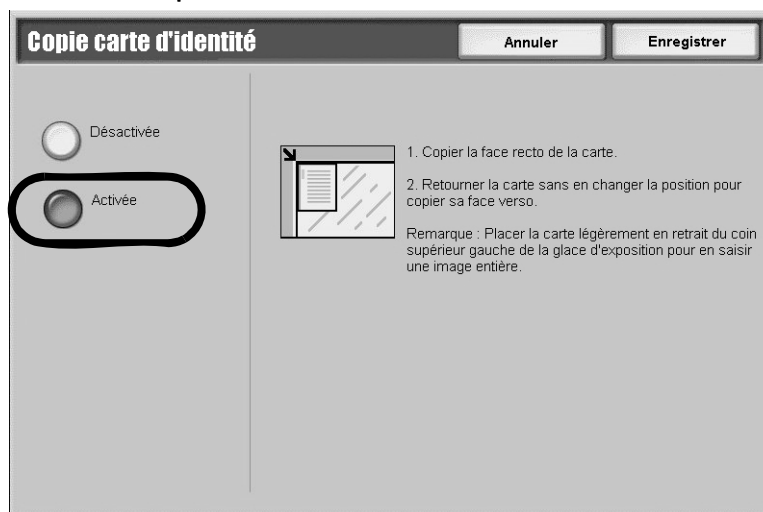 Copie carte d'identité
Annuler
Enregistrer
Désactivée
Activée
1. Copier la face recto de la carte.
2. Retourner la carte sans en changer la position pour
copier sa face verso.
Remarque : Placer la carte légèrement en retrait du coin
supérieur gauche de la glace d'exposition pour en saisir
une image entière.